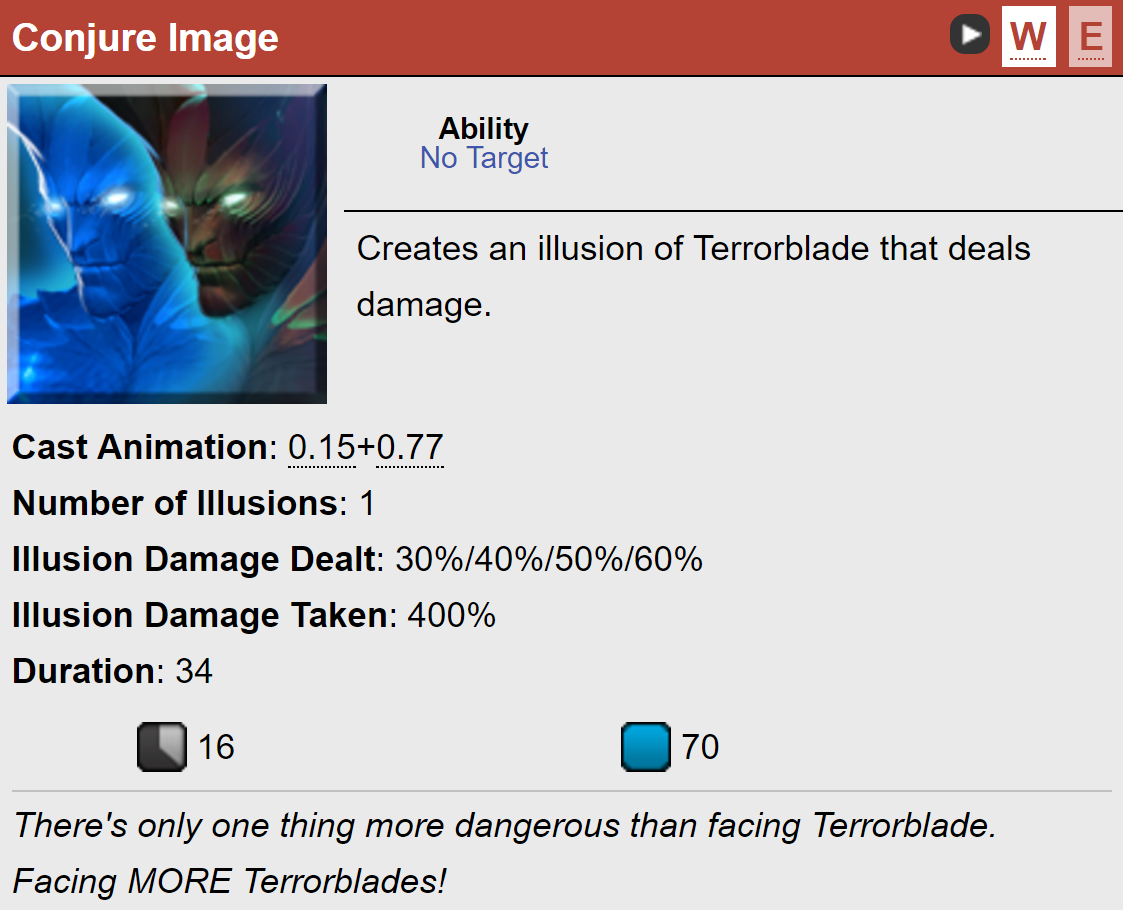 Conjure Image
W
E
Ability
No Target
Creates an illusion of Terrorblade that deals
damage.
Cast Animation: 0.15+0.77
Number of Illusions: 1
Illusion Damage Dealt: 30%/40%/50%/60%
Illusion Damage Taken: 400%
Duration: 34
16
70
There's only one thing more dangerous than facing Terrorblade.
Facing MORE Terrorblades!